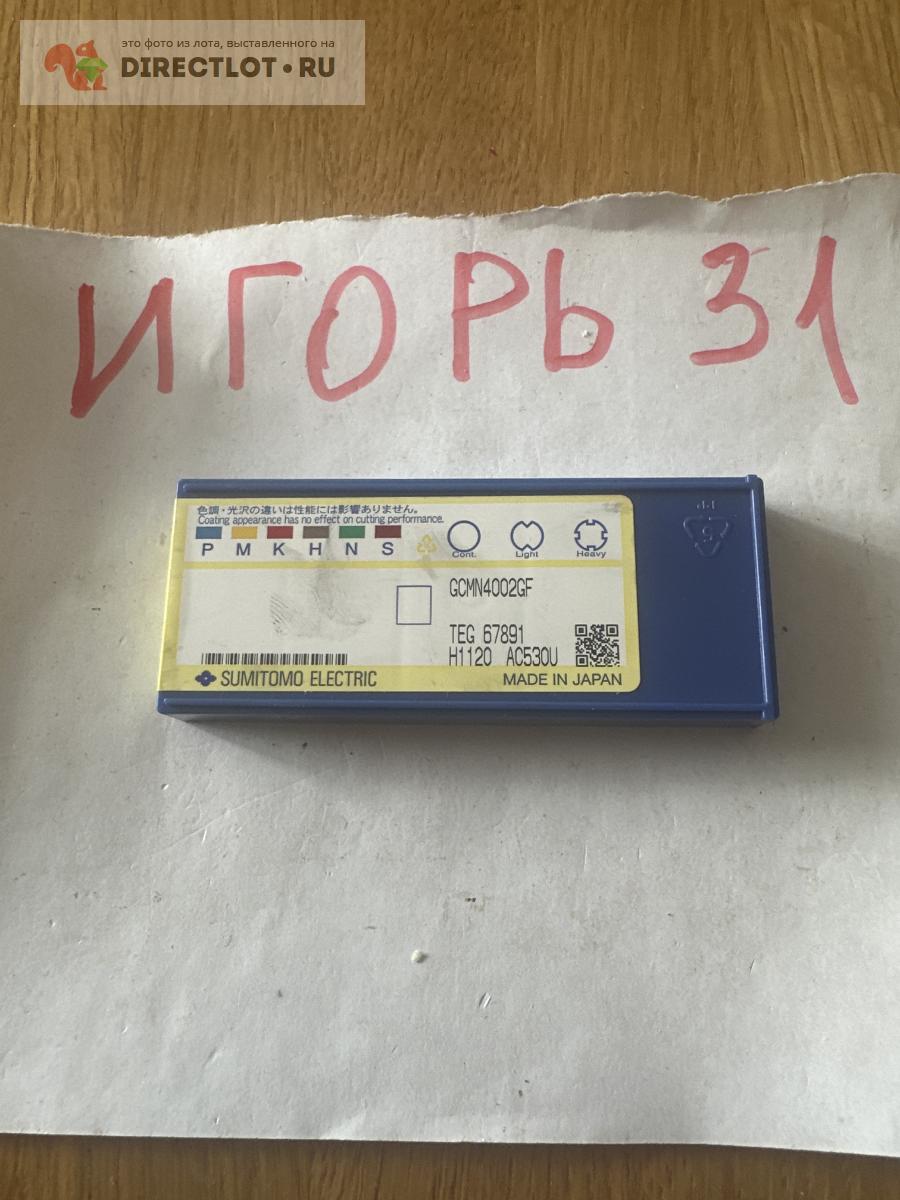 это фото из лота, выставленного на
DIRECTLOT.RU
ИГОРЬ 31
色調・光沢の違いは性能には影響ありません。
Coating appearance has no effect on cutting performance.
P M K H N S
Cont. Light Heavy
GCMN4002GF
TEG 67891
H1120 AC530U
SUMITOMO ELECTRIC MADE IN JAPAN
5